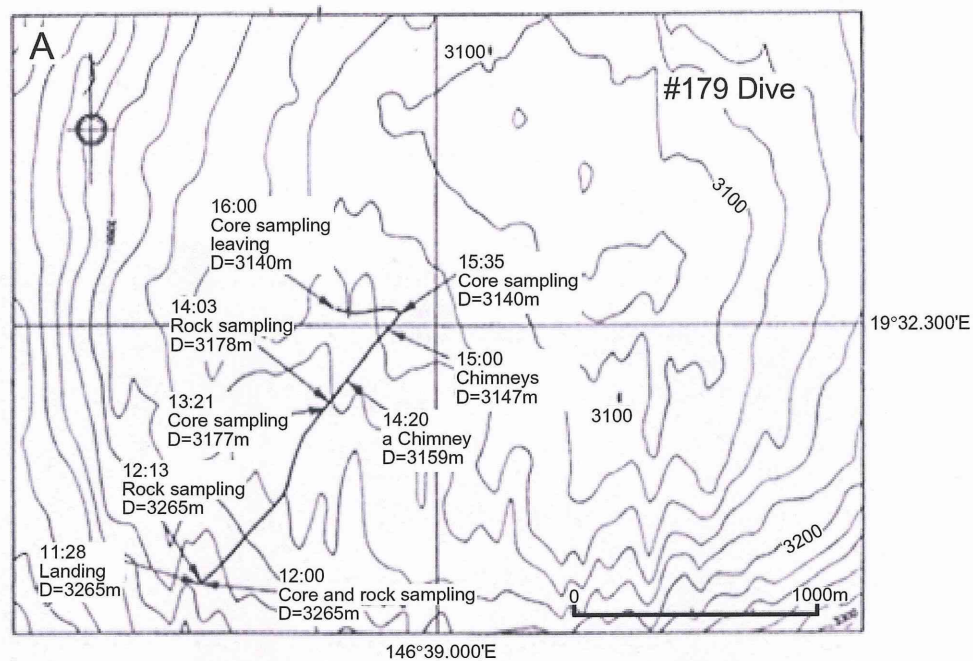 A
3100
#179 Dive
3100
16:00
Core sampling
leaving
D=3140m
15:35
Core sampling
D=3140m
14:03
Rock sampling
D=3178m
19°32.300'E
15:00
Chimneys
D=3147m
13:21
Core sampling
D=3177m
3100
14:20
a Chimney
D=3159m
12:13
Rock sampling
D=3265m
3200
11:28
Landing
D=3265m
12:00
Core and rock sampling
D=3265m
0
1000m
146°39.000'E